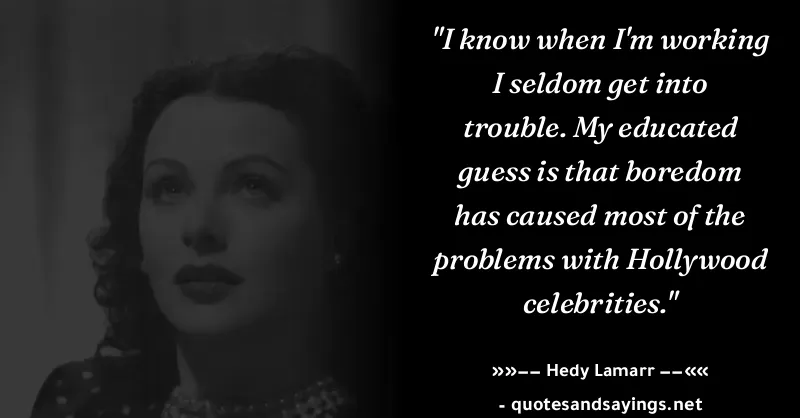 "I know when I'm working
I seldom get into
trouble. My educated
guess is that boredom
has caused most of the
problems with Hollywood
celebrities."
»»—— Hedy Lamarr ——««
- quotesandsayings.net